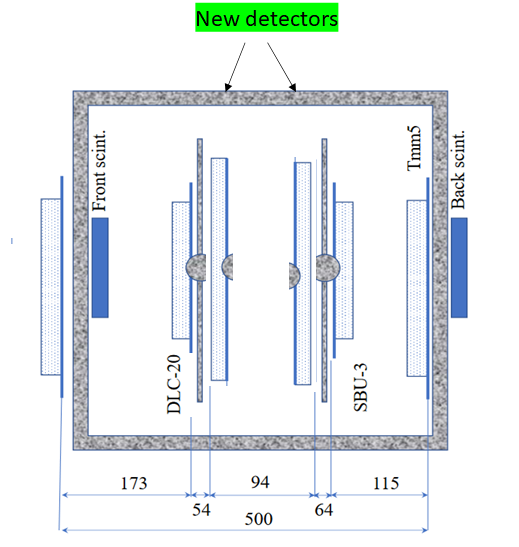 New detectors
Front scint.
DLC-20
SBU-3
Tmm5
Back scint.
173
54
94
64
115
500